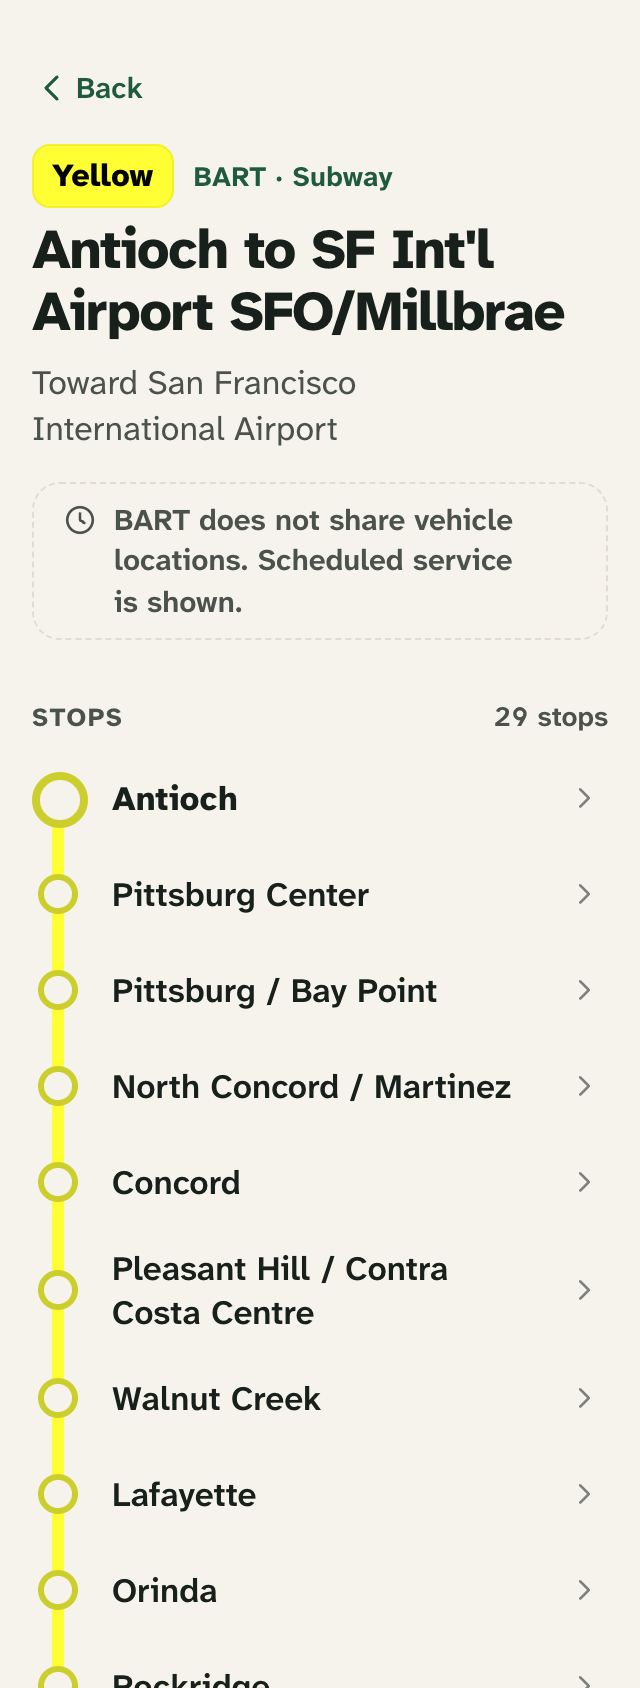 Back
Yellow
BART · Subway
Antioch to SF Int'l
Airport SFO/Millbrae
Toward San Francisco
International Airport
BART does not share vehicle
locations. Scheduled service
is shown.
STOPS
29 stops
Antioch
Pittsburg Center
Pittsburg / Bay Point
North Concord / Martinez
Concord
Pleasant Hill / Contra
Costa Centre
Walnut Creek
Lafayette
Orinda
Rockridge